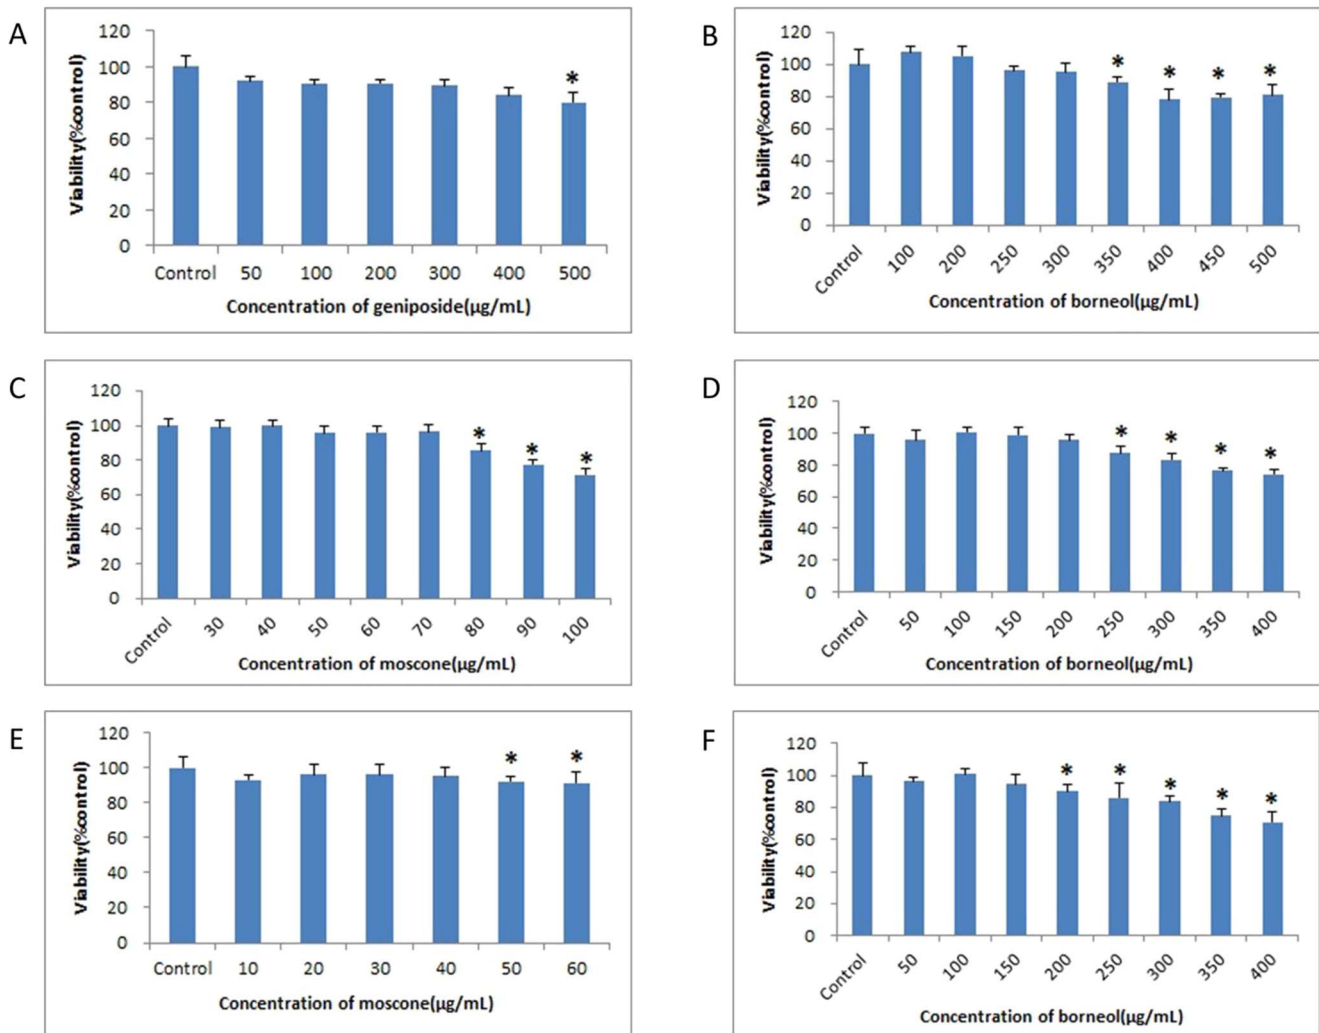 A
Viability(%control)
120
100
80
60
40
20
0
*
Control 50 100 200 300 400 500
Concentration of geniposide(µg/mL)
B
Viability(%control)
120
100
80
60
40
20
0
* * * *
Control 100 200 250 300 350 400 450 500
Concentration of borneol(µg/mL)
C
Viability(%control)
120
100
80
60
40
20
0
* * *
Control 30 40 50 60 70 80 90 100
Concentration of moscone(µg/mL)
D
Viability(%control)
120
100
80
60
40
20
0
* * * *
Control 50 100 150 200 250 300 350 400
Concentration of borneol(µg/mL)
E
Viability(%control)
120
100
80
60
40
20
0
* *
Control 10 20 30 40 50 60
Concentration of moscone(µg/mL)
F
Viability(%control)
120
100
80
60
40
20
0
* * * * *
Control 50 100 150 200 250 300 350 400
Concentration of borneol(µg/mL)